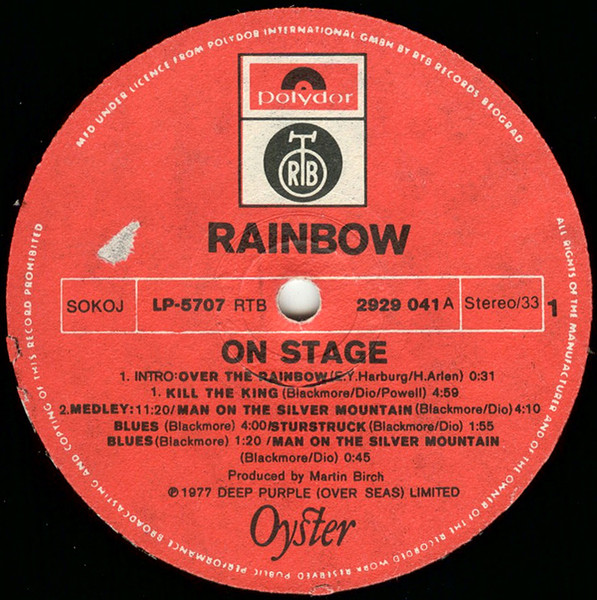 MFD UNDER LICENCE FROM POLYDOR INTERNATIONAL GMBH BY RTB RECORDS BEOGRAD
polydor
RTB
RAINBOW
SOKOJ LP-5707 RTB 2929 041 A Stereo/33 1
ON STAGE
1. INTRO:OVER THE RAINBOW(E.Y.Harburg/H.Arlen) 0:31
1. KILL THE KING(Blackmore/Dio/Powell) 4:59
2.MEDLEY:11:20/MAN ON THE SILVER MOUNTAIN(Blackmore/Dio)4:10
BLUES (Blackmore) 4:00/STURSTRUCK(Blackmore/Dio) 1:55
BLUES(Blackmore) 1:20 /MAN ON THE SILVER MOUNTAIN
(Blackmore/Dio) 0:45
Produced by Martin Birch
℗1977 DEEP PURPLE (OVER SEAS) LIMITED
Oyster
ALL RIGHTS OF THE MANUFACTURER AND OF THE OWNER OF THE RECORDED WORK RESERVED PUBLIC PERFORMANCE BROADCASTING AND COPYING OF THIS RECORD PROHIBITED